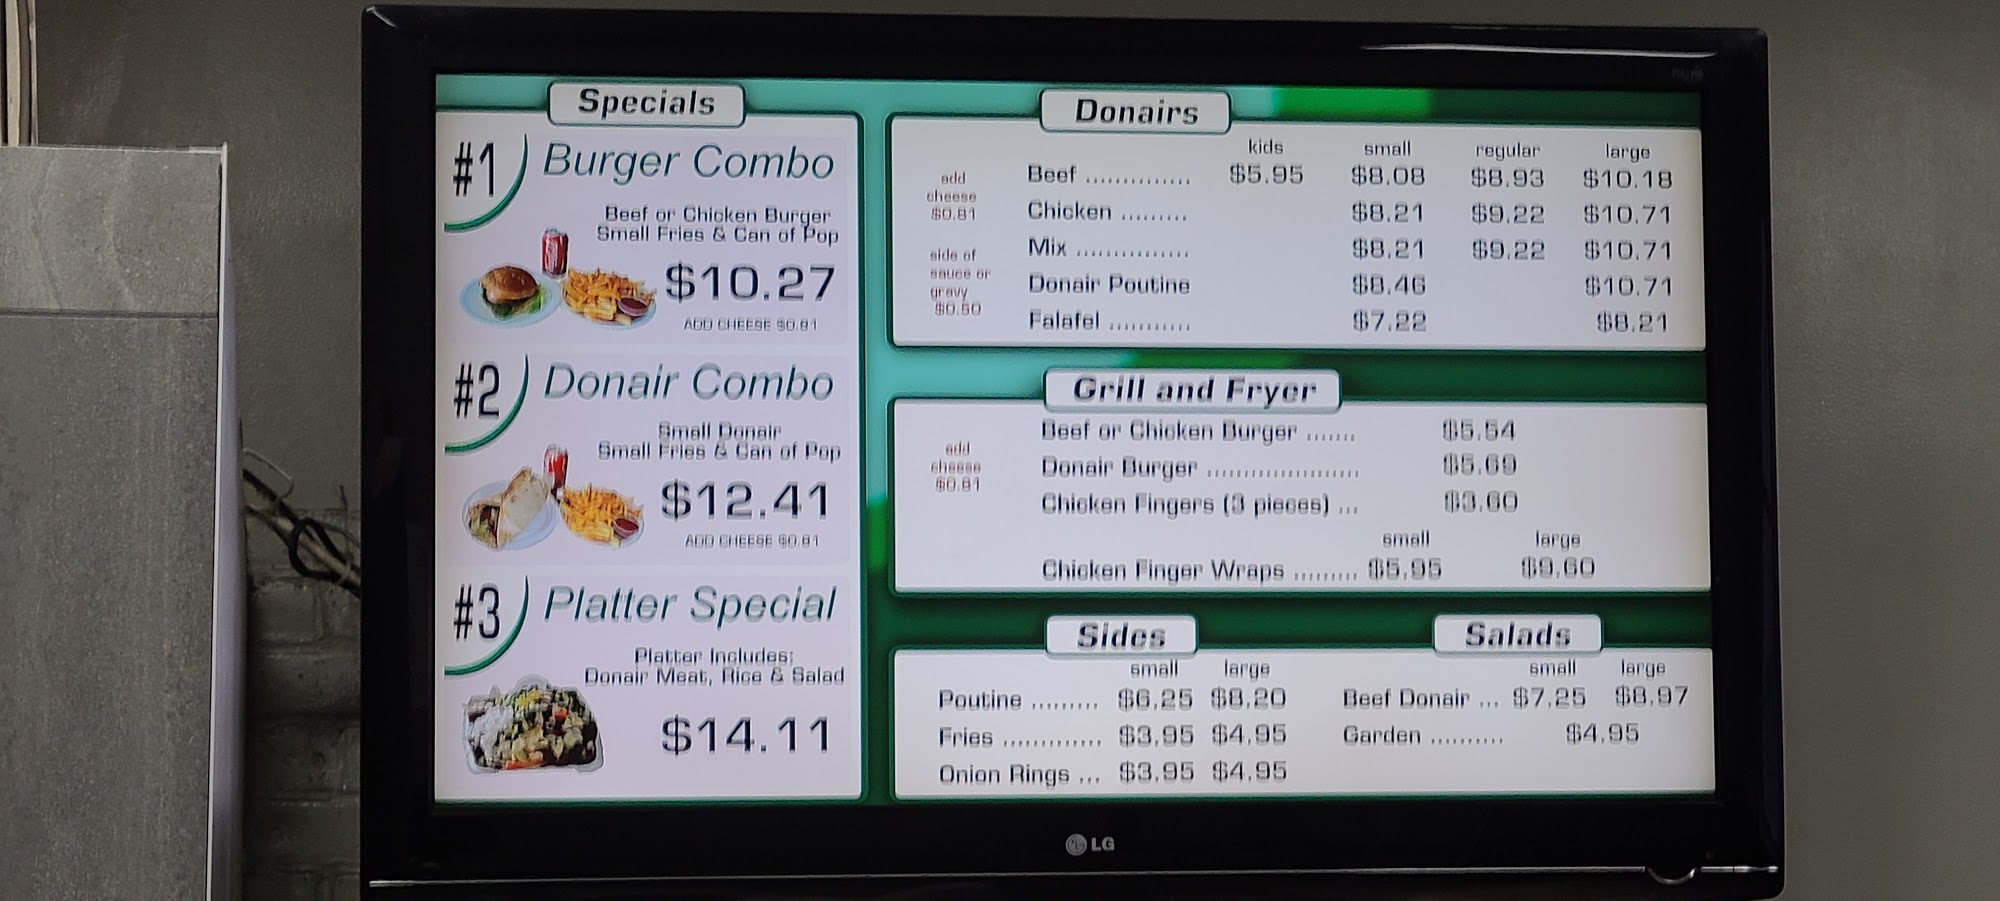 Specials
#1 Burger Combo
Beef or Chicken Burger
Small Fries & Can of Pop
$10.27
ADD CHEESE $0.81
#2 Donair Combo
Small Donair
Small Fries & Can of Pop
$12.41
ADD CHEESE $0.81
#3 Platter Special
Platter Includes:
Donair Meat, Rice & Salad
$14.11
Donairs
kids small regular large
Beef .............. $5.95 $8.08 $8.93 $10.18
Chicken ......... $8.21 $9.22 $10.71
Mix ............... $8.21 $9.22 $10.71
Donair Poutine $8.46 $10.71
Falafel ........... $7.22 $8.21
add
cheese
$0.81
side of
sauce or
gravy
$0.50
Grill and Fryer
Beef or Chicken Burger ....... $5.54
Donair Burger ...................... $5.69
Chicken Fingers (3 pieces) ... $3.60
small large
Chicken Finger Wraps ......... $5.95 $9.60
add
cheese
$0.81
Sides
small large
Poutine ......... $6.25 $8.20
Fries ............. $3.95 $4.95
Onion Rings ... $3.95 $4.95
Salads
small large
Beef Donair ... $7.25 $8.97
Garden .......... $4.95
LG